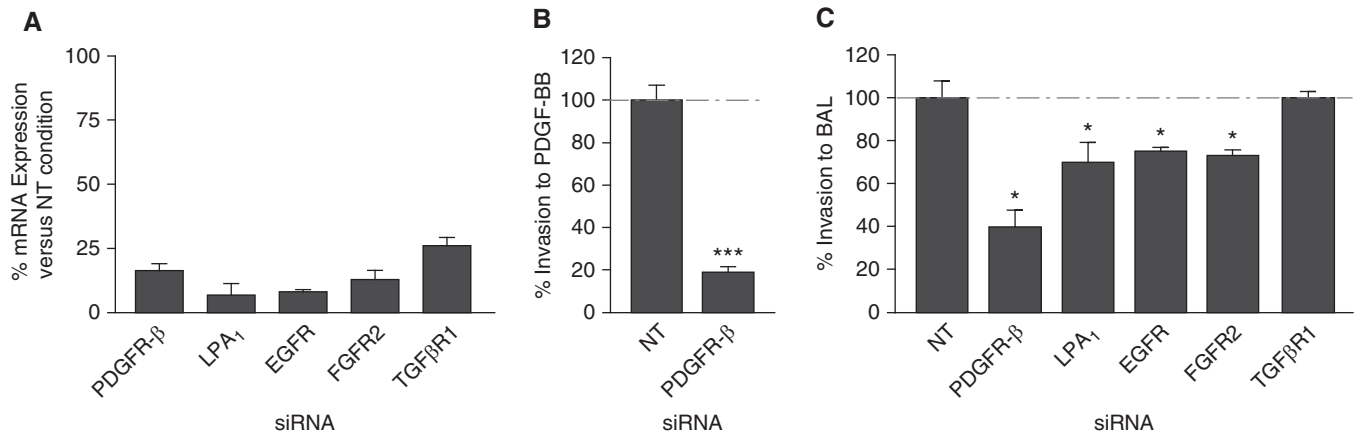 A
% mRNA Expression
versus NT condition
100
75
50
25
0
PDGFR-β
LPA₁
EGFR
FGFR2
TGFβR1
siRNA
B
% Invasion to PDGF-BB
120
100
80
60
40
20
0
***
NT
PDGFR-β
siRNA
C
% Invasion to BAL
120
100
80
60
40
20
0
*
*
*
*
NT
PDGFR-β
LPA₁
EGFR
FGFR2
TGFβR1
siRNA